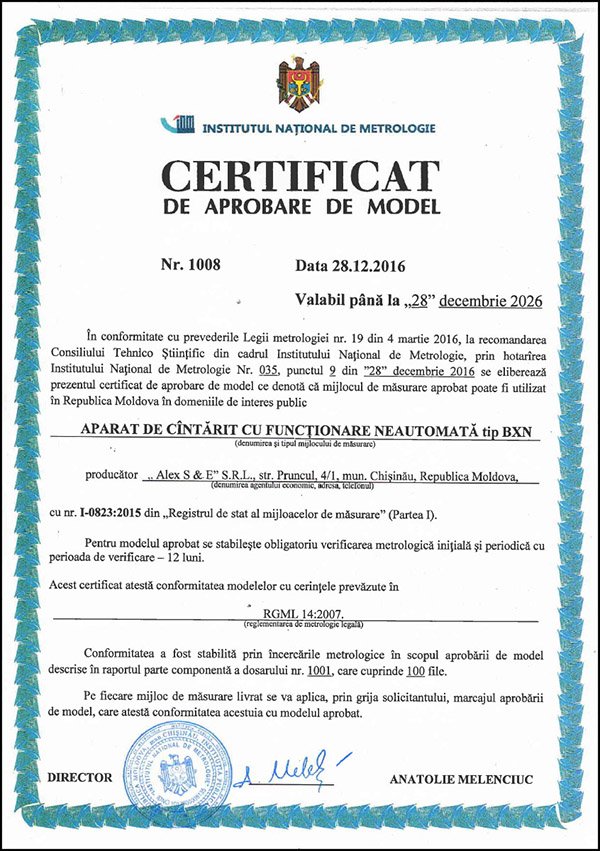 inm INSTITUTUL NAȚIONAL DE METROLOGIE
CERTIFICAT
DE APROBARE DE MODEL
Nr. 1008 Data 28.12.2016
Valabil până la „28” decembrie 2026
În conformitate cu prevederile Legii metrologiei nr. 19 din 4 martie 2016, la recomandarea
Consiliului Tehnico Științific din cadrul Institutului Național de Metrologie, prin hotarîrea
Institutului Național de Metrologie Nr. 035, punctul 9 din ”28” decembrie 2016 se eliberează
prezentul certificat de aprobare de model ce denotă că mijlocul de măsurare aprobat poate fi utilizat
în Republica Moldova în domeniile de interes public
APARAT DE CÎNTĂRIT CU FUNCȚIONARE NEAUTOMATĂ tip BXN
(denumirea și tipul mijlocului de măsurare)
producător „ Alex S & E” S.R.L., str. Pruncul, 4/1, mun. Chișinău, Republica Moldova,
(denumirea agentului economic, adresa, telefonul)
cu nr. I-0823:2015 din „Registrul de stat al mijloacelor de măsurare” (Partea I).
Pentru modelul aprobat se stabilește obligatoriu verificarea metrologică inițială și periodică cu
perioada de verificare – 12 luni.
Acest certificat atestă conformitatea modelelor cu cerințele prevăzute în
RGML 14:2007.
(reglementarea de metrologie legală)
Conformitatea a fost stabilită prin încercările metrologice în scopul aprobării de model
descrise în raportul parte componentă a dosarului nr. 1001, care cuprinde 100 file.
Pe fiecare mijloc de măsurare livrat se va aplica, prin grija solicitantului, marcajul aprobării
de model, care atestă conformitatea acestuia cu modelul aprobat.
DIRECTOR ANATOLIE MELENCIUC